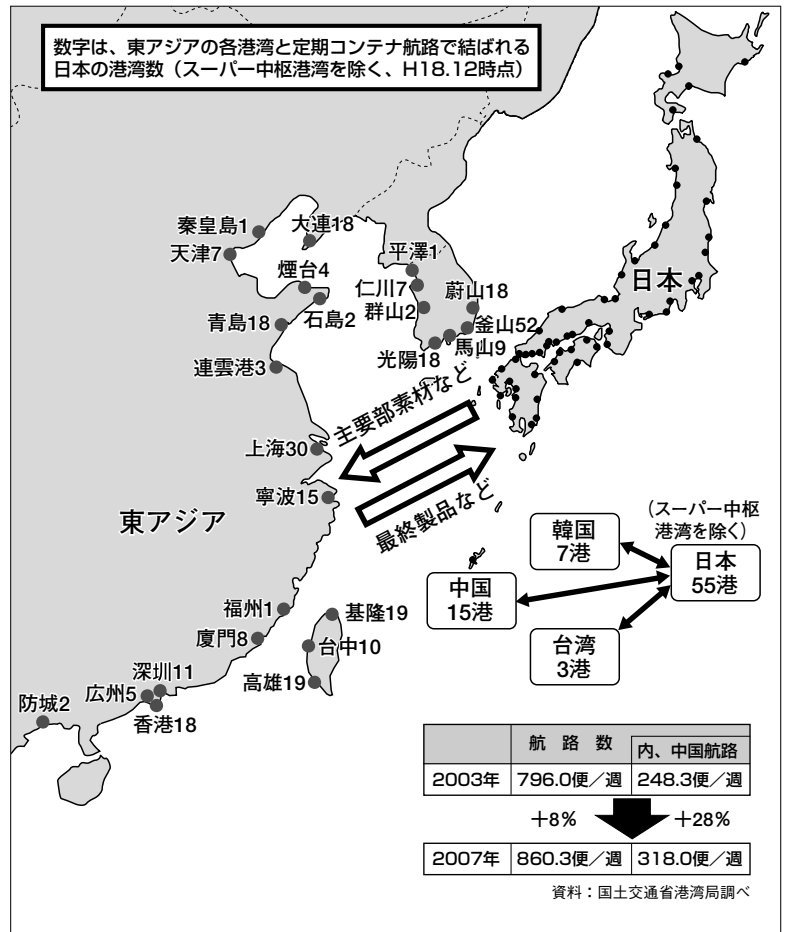 数字は、東アジアの各港湾と定期コンテナ航路で結ばれる
日本の港湾数（スーパー中枢港湾を除く、H18.12時点）
秦皇島1
大連18
天津7
煙台4
石島2
青島18
連雲港3
平澤1
仁川7
群山2
蔚山18
釜山52
馬山9
光陽18
日本
主要部素材など
最終製品など
上海30
寧波15
東アジア
福州1
厦門8
深圳11
広州5
香港18
防城2
基隆19
台中10
高雄19
（スーパー中枢
港湾を除く）
韓国
7港
日本
55港
中国
15港
台湾
3港
航路数
内、中国航路
2003年 796.0便／週 248.3便／週
＋8% ＋28%
2007年 860.3便／週 318.0便／週
資料：国土交通省港湾局調べ